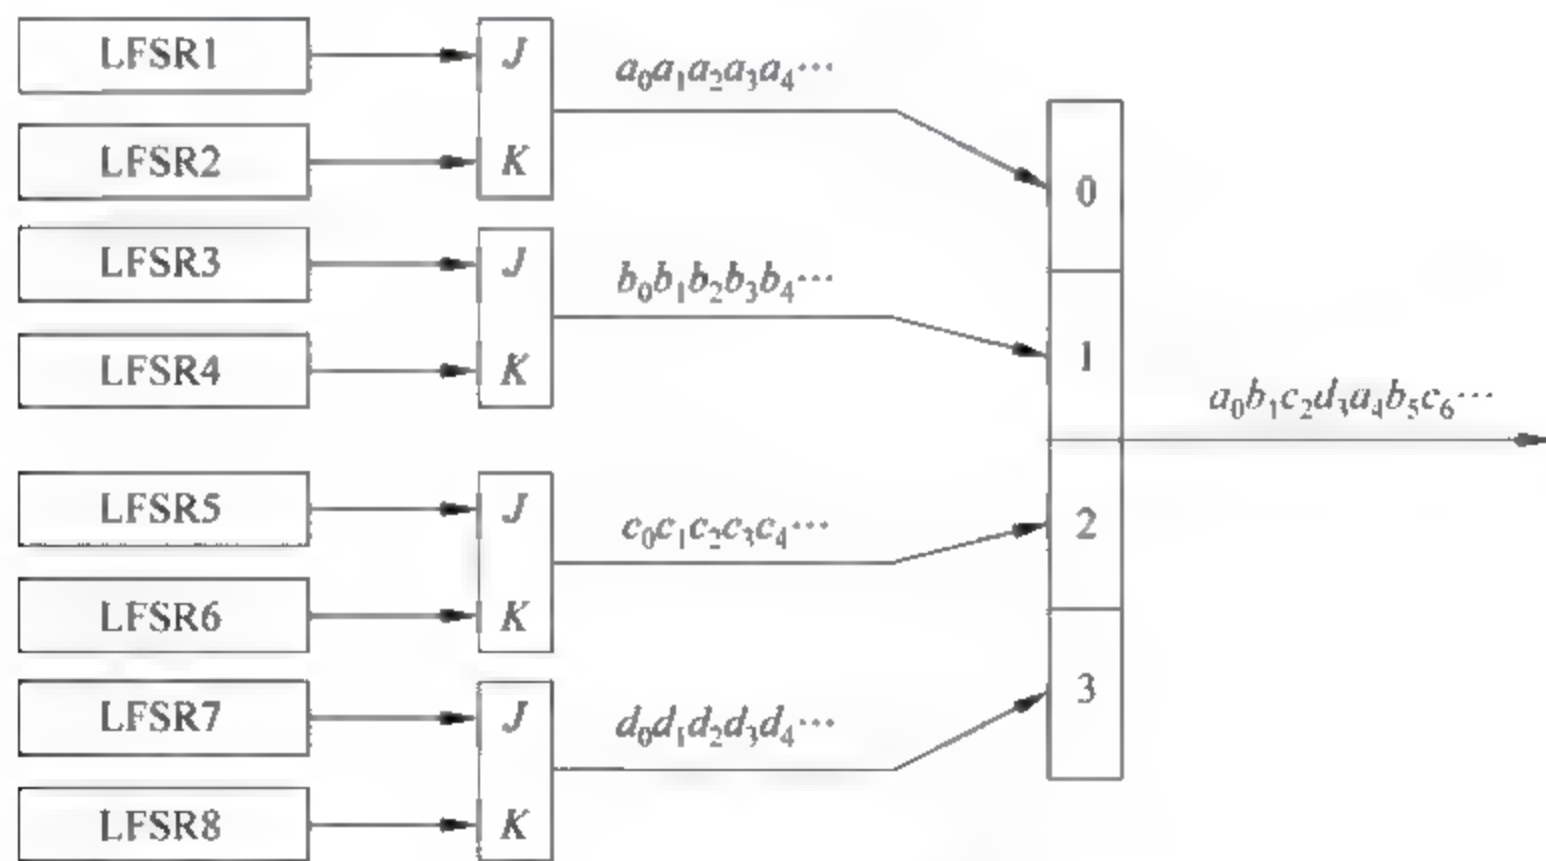 LFSR1
J
a₀a₁a₂a₃a₄⋯
LFSR2
K
0
LFSR3
J
b₀b₁b₂b₃b₄⋯
LFSR4
K
1
a₀b₁c₂d₃a₄b₅c₆⋯
LFSR5
J
c₀c₁c₂c₃c₄⋯
2
LFSR6
K
LFSR7
J
d₀d₁d₂d₃d₄⋯
3
LFSR8
K